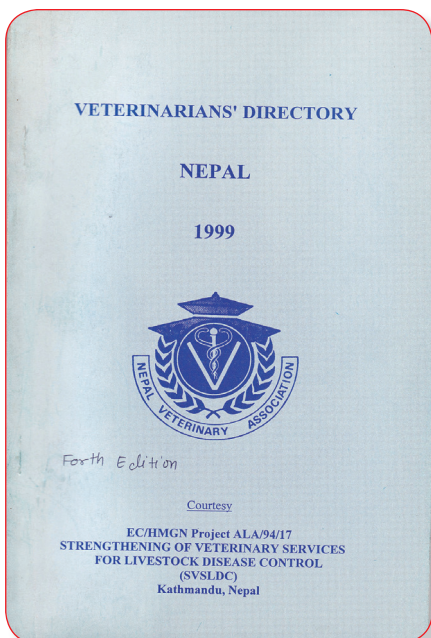 VETERINARIANS' DIRECTORY
NEPAL
1999
V
NEPAL VETERINARY ASSOCIATION
Forth Edition
Courtesy
EC/HMGN Project ALA/94/17
STRENGTHENING OF VETERINARY SERVICES
FOR LIVESTOCK DISEASE CONTROL
(SVSLDC)
Kathmandu, Nepal